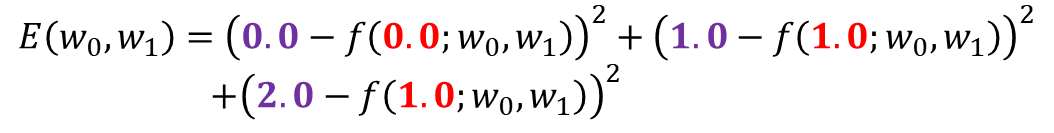 E(w₀, w₁) = (0.0 − f(0.0; w₀, w₁))² + (1.0 − f(1.0; w₀, w₁))²
+(2.0 − f(1.0; w₀, w₁))²